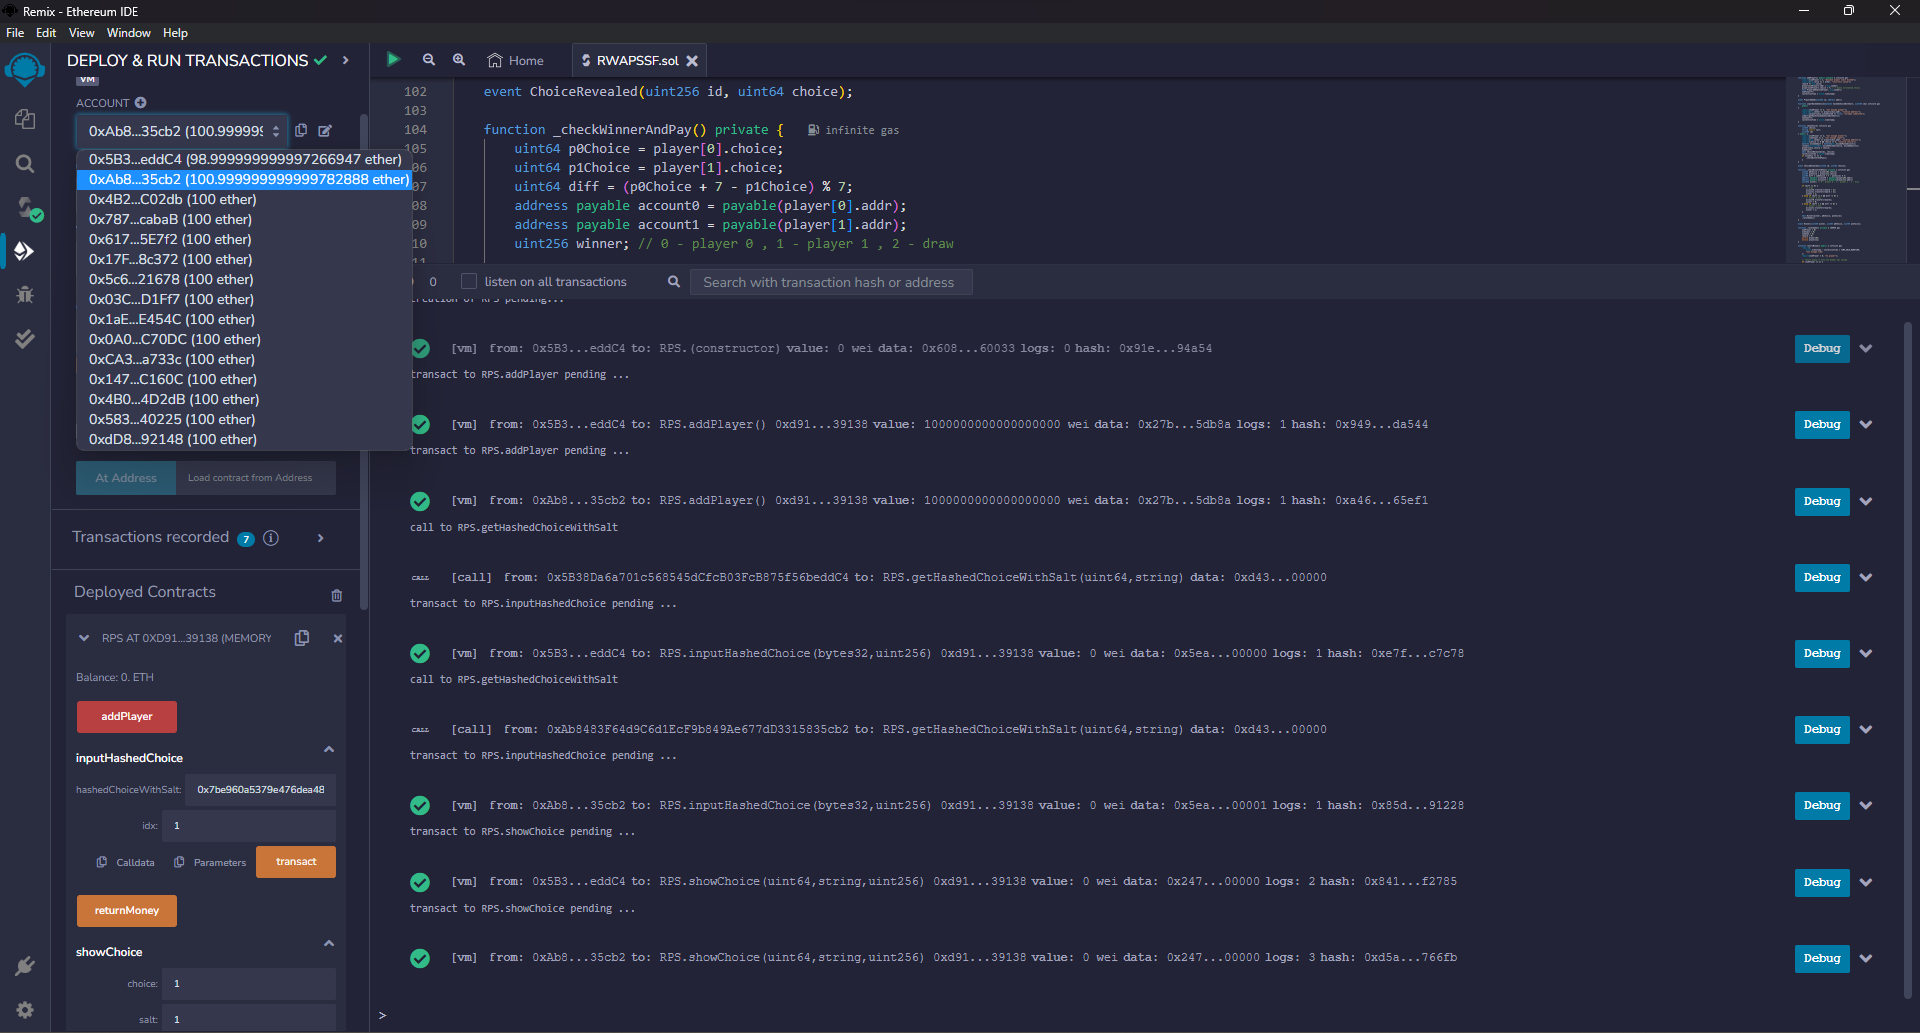 Remix - Ethereum IDE
File Edit View Window Help
DEPLOY & RUN TRANSACTIONS
VM
ACCOUNT
0xAb8...35cb2 (100.999999
0x5B3...eddC4 (98.999999999997266947 ether)
0xAb8...35cb2 (100.999999999999782888 ether)
0x4B2...C02db (100 ether)
0x787...cabaB (100 ether)
0x617...5E7f2 (100 ether)
0x17F...8c372 (100 ether)
0x5c6...21678 (100 ether)
0x03C...D1Ff7 (100 ether)
0x1aE...E454C (100 ether)
0x0A0...C70DC (100 ether)
0xCA3...a733c (100 ether)
0x147...C160C (100 ether)
0x4B0...4D2dB (100 ether)
0x583...40225 (100 ether)
0xdD8...92148 (100 ether)
At Address Load contract from Address
Transactions recorded 7
Deployed Contracts
RPS AT 0XD91...39138 (MEMORY
Balance: 0. ETH
addPlayer
inputHashedChoice
hashedChoiceWithSalt: 0x7be960a5379e476dea48
idx: 1
Calldata Parameters transact
returnMoney
showChoice
choice: 1
salt: 1
Home RWAPSSF.sol
102 event ChoiceRevealed(uint256 id, uint64 choice);
103
104 function _checkWinnerAndPay() private { infinite gas
105 uint64 p0Choice = player[0].choice;
06 uint64 p1Choice = player[1].choice;
07 uint64 diff = (p0Choice + 7 - p1Choice) % 7;
08 address payable account0 = payable(player[0].addr);
09 address payable account1 = payable(player[1].addr);
10 uint256 winner; // 0 - player 0 , 1 - player 1 , 2 - draw
11
0 listen on all transactions Search with transaction hash or address
creation of RPS pending...
[vm] from: 0x5B3...eddC4 to: RPS.(constructor) value: 0 wei data: 0x608...60033 logs: 0 hash: 0x91e...94a54 Debug
transact to RPS.addPlayer pending ...
[vm] from: 0x5B3...eddC4 to: RPS.addPlayer() 0xd91...39138 value: 1000000000000000000 wei data: 0x27b...5db8a logs: 1 hash: 0x949...da544 Debug
transact to RPS.addPlayer pending ...
[vm] from: 0xAb8...35cb2 to: RPS.addPlayer() 0xd91...39138 value: 1000000000000000000 wei data: 0x27b...5db8a logs: 1 hash: 0xa46...65ef1 Debug
call to RPS.getHashedChoiceWithSalt
CALL [call] from: 0x5B38Da6a701c568545dCfcB03FcB875f56beddC4 to: RPS.getHashedChoiceWithSalt(uint64,string) data: 0xd43...00000 Debug
transact to RPS.inputHashedChoice pending ...
[vm] from: 0x5B3...eddC4 to: RPS.inputHashedChoice(bytes32,uint256) 0xd91...39138 value: 0 wei data: 0x5ea...00000 logs: 1 hash: 0xe7f...c7c78 Debug
call to RPS.getHashedChoiceWithSalt
CALL [call] from: 0xAb8483F64d9C6d1EcF9b849Ae677dD3315835cb2 to: RPS.getHashedChoiceWithSalt(uint64,string) data: 0xd43...00000 Debug
transact to RPS.inputHashedChoice pending ...
[vm] from: 0xAb8...35cb2 to: RPS.inputHashedChoice(bytes32,uint256) 0xd91...39138 value: 0 wei data: 0x5ea...00001 logs: 1 hash: 0x85d...91228 Debug
transact to RPS.showChoice pending ...
[vm] from: 0x5B3...eddC4 to: RPS.showChoice(uint64,string,uint256) 0xd91...39138 value: 0 wei data: 0x247...00000 logs: 2 hash: 0x841...f2785 Debug
transact to RPS.showChoice pending ...
[vm] from: 0xAb8...35cb2 to: RPS.showChoice(uint64,string,uint256) 0xd91...39138 value: 0 wei data: 0x247...00000 logs: 3 hash: 0xd5a...766fb Debug
>